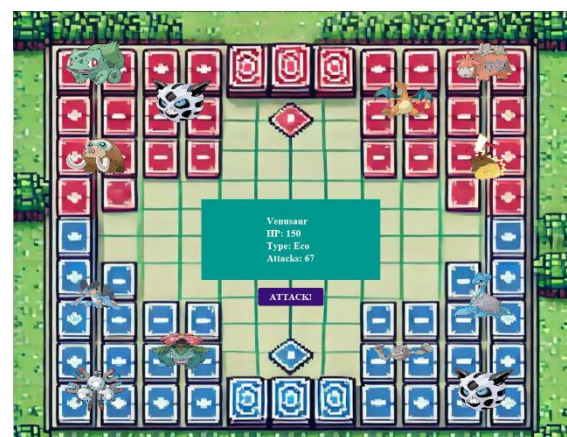 Venusaur
HP: 150
Type: Eco
Attacks: 67
ATTACK!